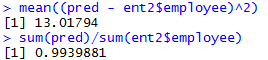 > mean((pred - ent2$employee)^2)
[1] 13.01794
> sum(pred)/sum(ent2$employee)
[1] 0.9939881